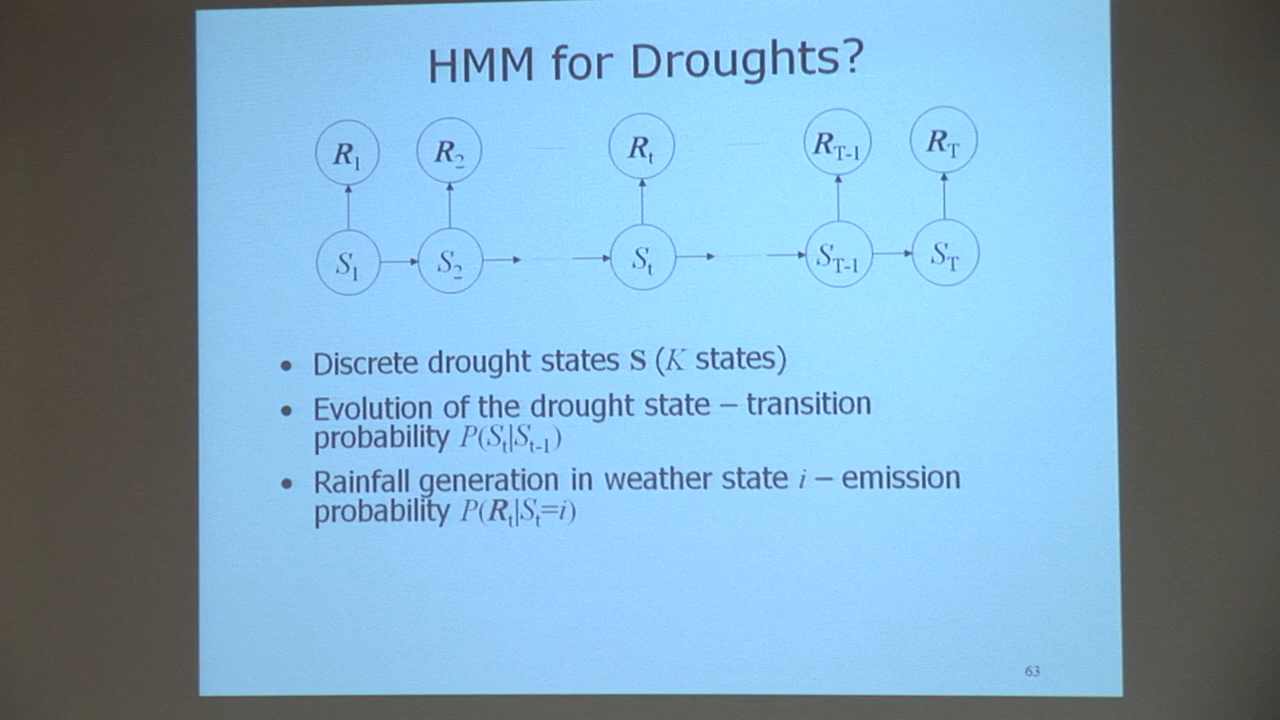 HMM for Droughts?
R1 R2 Rt RT-1 RT
S1 S2 St ST-1 ST
• Discrete drought states S (K states)
• Evolution of the drought state – transition
probability P(St|St-1)
• Rainfall generation in weather state i – emission
probability P(Rt|St=i)
63